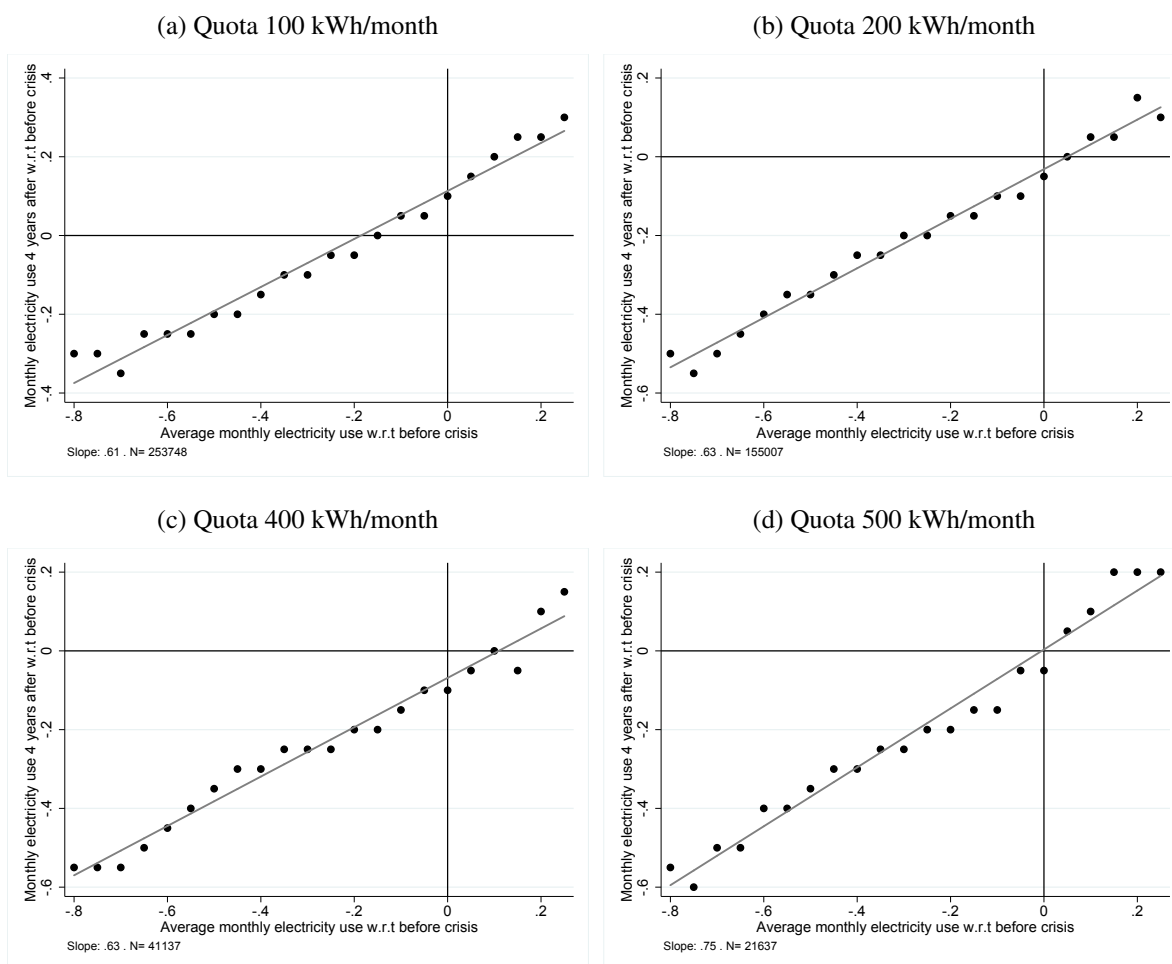 (a) Quota 100 kWh/month
Monthly electricity use 4 years after w.r.t before crisis
.4
.2
0
-.2
-.4
-.8 -.6 -.4 -.2 0 .2
Average monthly electricity use w.r.t before crisis
Slope: .61 . N= 253748
(b) Quota 200 kWh/month
Monthly electricity use 4 years after w.r.t before crisis
.2
0
-.2
-.4
-.6
-.8 -.6 -.4 -.2 0 .2
Average monthly electricity use w.r.t before crisis
Slope: .63 . N= 155007
(c) Quota 400 kWh/month
Monthly electricity use 4 years after w.r.t before crisis
.2
0
-.2
-.4
-.6
-.8 -.6 -.4 -.2 0 .2
Average monthly electricity use w.r.t before crisis
Slope: .63 . N= 41137
(d) Quota 500 kWh/month
Monthly electricity use 4 years after w.r.t before crisis
.2
0
-.2
-.4
-.6
-.8 -.6 -.4 -.2 0 .2
Average monthly electricity use w.r.t before crisis
Slope: .75 . N= 21637